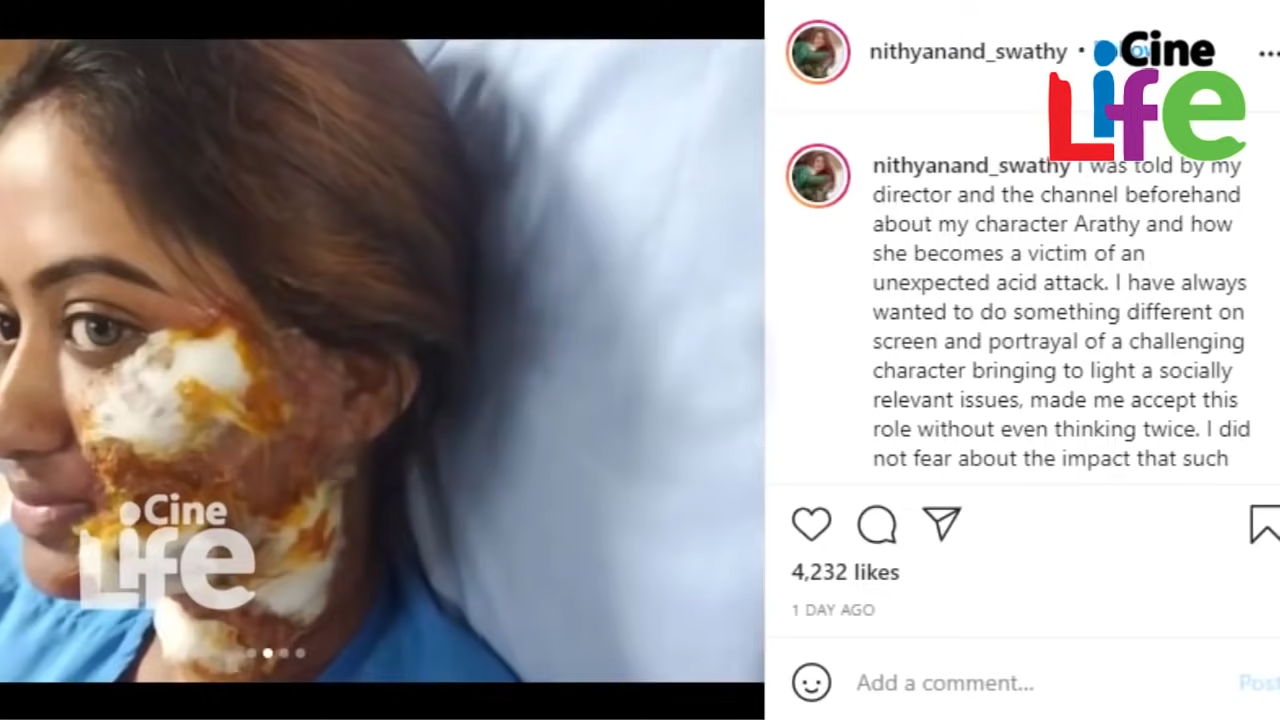 Cine
Life
nithyanand_swathy •
Cine
Life
nithyanand_swathy I was told by my
director and the channel beforehand
about my character Arathy and how
she becomes a victim of an
unexpected acid attack. I have always
wanted to do something different on
screen and portrayal of a challenging
character bringing to light a socially
relevant issues, made me accept this
role without even thinking twice. I did
not fear about the impact that such
4,232 likes
1 DAY AGO
Add a comment...
Post